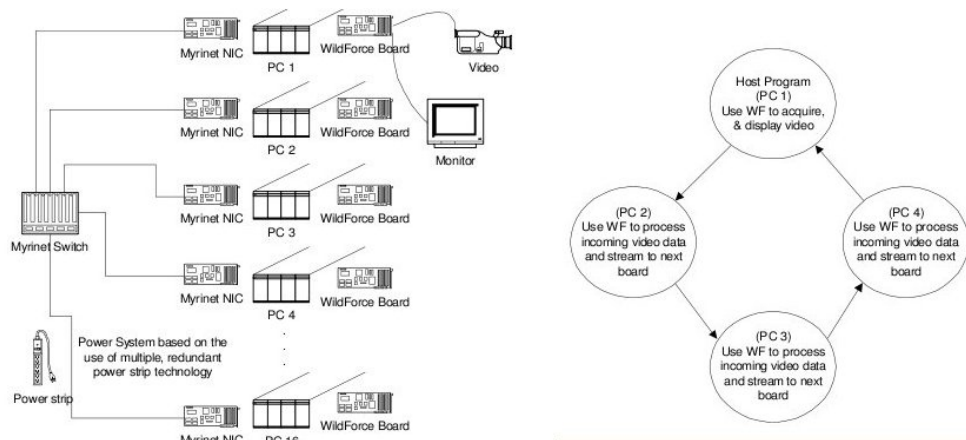 Myrinet NIC
PC 1
WildForce Board
Video
Myrinet NIC
PC 2
WildForce Board
Monitor
Myrinet NIC
PC 3
WildForce Board
Myrinet Switch
Myrinet NIC
PC 4
WildForce Board
Power System based on the
use of multiple, redundant
power strip technology
Power strip
Myrinet NIC
PC 16
WildForce Board
Host Program
(PC 1)
Use WF to acquire,
& display video
(PC 2)
Use WF to process
incoming video data
and stream to next
board
(PC 4)
Use WF to process
incoming video data
and stream to next
board
(PC 3)
Use WF to process
incoming video data
and stream to next
board